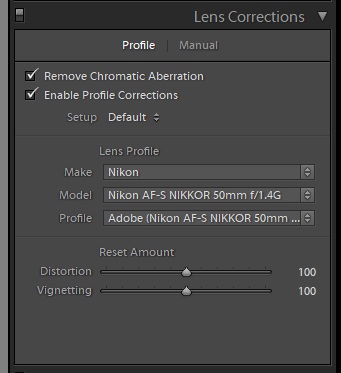 Lens Corrections
Profile | Manual
Remove Chromatic Aberration
Enable Profile Corrections
Setup Default
Lens Profile
Make Nikon
Model Nikon AF-S NIKKOR 50mm f/1.4G
Profile Adobe (Nikon AF-S NIKKOR 50mm ...
Reset Amount
Distortion 100
Vignetting 100